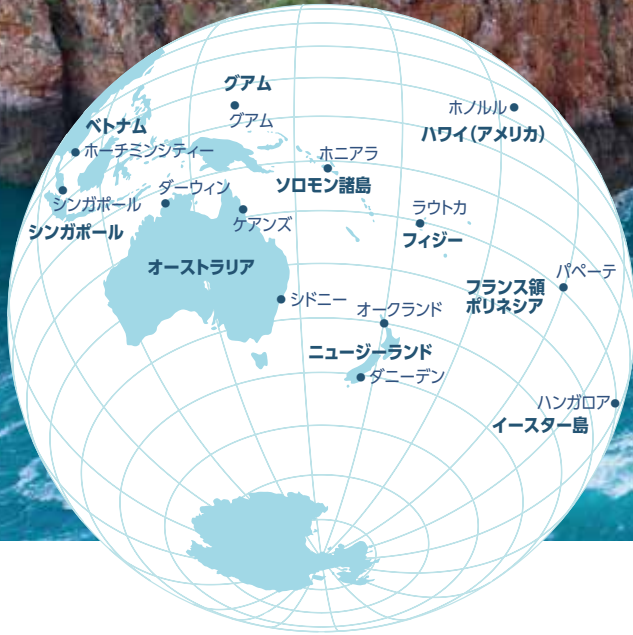 グアム
グアム
ホノルル
ハワイ（アメリカ）
ベトナム
ホーチミンシティー
ホニアラ
ソロモン諸島
ダーウィン
シンガポール
シンガポール
ケアンズ
ラウトカ
フィジー
オーストラリア
パペーテ
フランス領
ポリネシア
シドニー
オークランド
ニュージーランド
ダニーデン
ハンガロア
イースター島